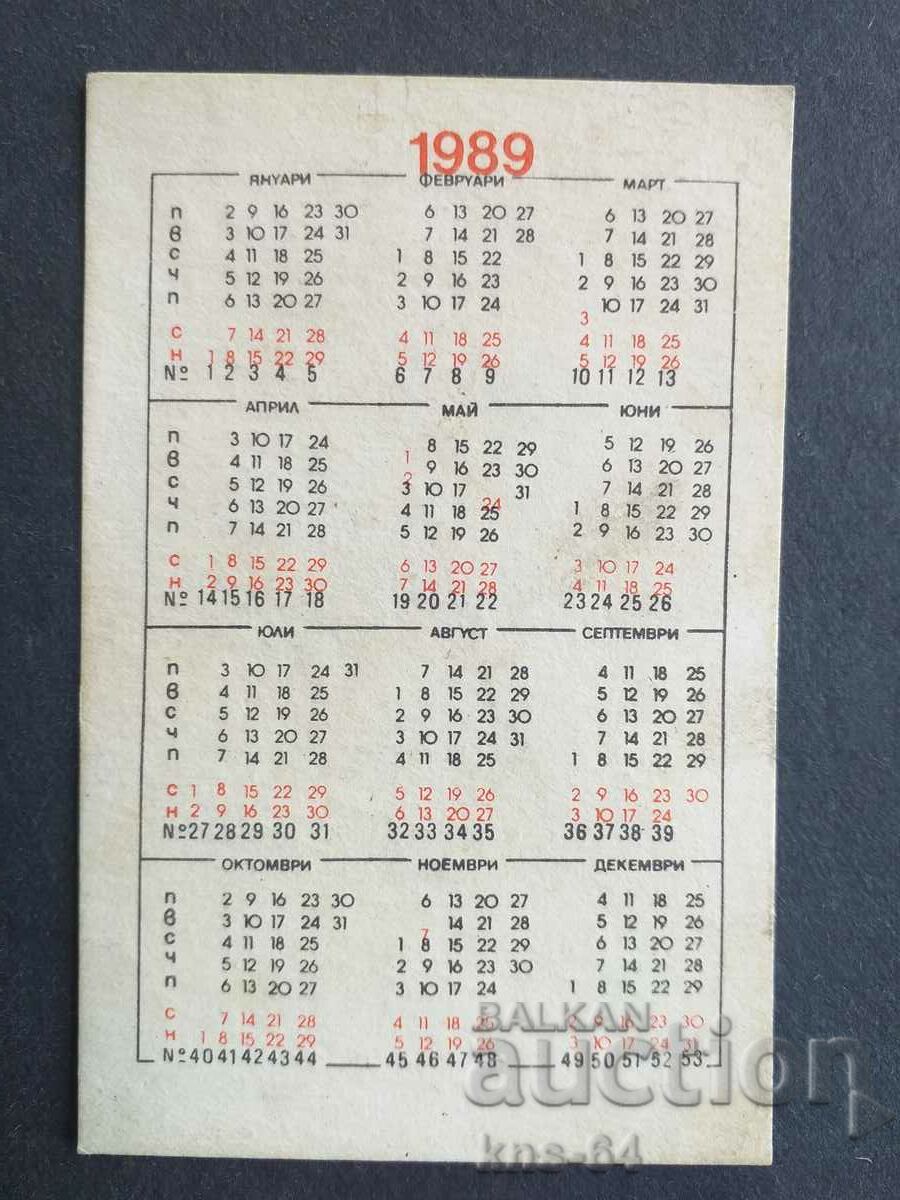 1989
ЯНУАРИ ФЕВРУАРИ МАРТ
П 2 9 16 23 30 6 13 20 27 6 13 20 27
В 3 10 17 24 31 7 14 21 28 7 14 21 28
С 4 11 18 25 1 8 15 22 1 8 15 22 29
Ч 5 12 19 26 2 9 16 23 2 9 16 23 30
П 6 13 20 27 3 10 17 24 3 10 17 24 31
С 7 14 21 28 4 11 18 25 4 11 18 25
Н 1 8 15 22 29 5 12 19 26 5 12 19 26
№ 1 2 3 4 5 6 7 8 9 10 11 12 13
АПРИЛ МАЙ ЮНИ
П 3 10 17 24 1 8 15 22 29 5 12 19 26
В 4 11 18 25 2 9 16 23 30 6 13 20 27
С 5 12 19 26 3 10 17 24 31 7 14 21 28
Ч 6 13 20 27 4 11 18 25 1 8 15 22 29
П 7 14 21 28 5 12 19 26 2 9 16 23 30
С 1 8 15 22 29 6 13 20 27 3 10 17 24
Н 2 9 16 23 30 7 14 21 28 4 11 18 25
№ 14 15 16 17 18 19 20 21 22 23 24 25 26
ЮЛИ АВГУСТ СЕПТЕМВРИ
П 3 10 17 24 31 7 14 21 28 4 11 18 25
В 4 11 18 25 1 8 15 22 29 5 12 19 26
С 5 12 19 26 2 9 16 23 30 6 13 20 27
Ч 6 13 20 27 3 10 17 24 31 7 14 21 28
П 7 14 21 28 4 11 18 25 1 8 15 22 29
С 1 8 15 22 29 5 12 19 26 2 9 16 23 30
Н 2 9 16 23 30 6 13 20 27 3 10 17 24
№ 27 28 29 30 31 32 33 34 35 36 37 38 39
ОКТОМВРИ НОЕМВРИ ДЕКЕМВРИ
П 2 9 16 23 30 6 13 20 27 4 11 18 25
В 3 10 17 24 31 7 14 21 28 5 12 19 26
С 4 11 18 25 1 8 15 22 29 6 13 20 27
Ч 5 12 19 26 2 9 16 23 30 7 14 21 28
П 6 13 20 27 3 10 17 24 1 8 15 22 29
С 7 14 21 28 4 11 18 25 2 9 16 23 30
Н 1 8 15 22 29 5 12 19 26 3 10 17 24 31
№ 40 41 42 43 44 45 46 47 48 49 50 51 52 53
BALKAN
auction
kns-64